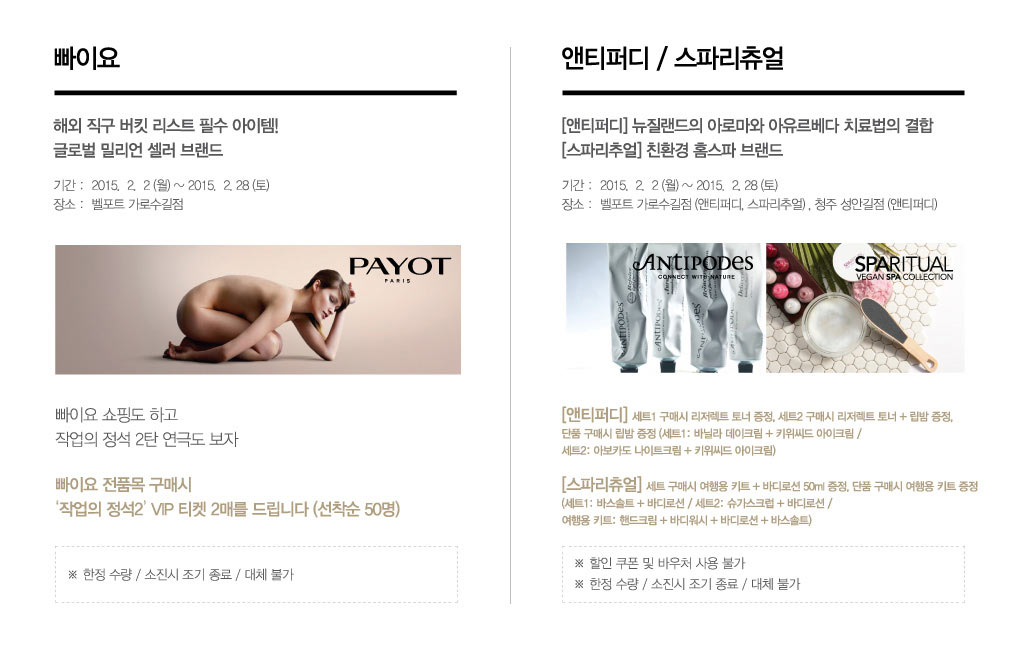 빠이요
해외 직구 버킷 리스트 필수 아이템!
글로벌 밀리언 셀러 브랜드
기간 : 2015. 2. 2 (월) ~ 2015. 2. 28 (토)
장소 : 벨포트 가로수길점
PAYOT
PARIS
빠이요 쇼핑도 하고
작업의 정석 2탄 연극도 보자
빠이요 전품목 구매시
'작업의 정석2' VIP 티켓 2매를 드립니다 (선착순 50명)
※ 한정 수량 / 소진시 조기 종료 / 대체 불가
앤티퍼디 / 스파리츄얼
[앤티퍼디] 뉴질랜드의 아로마와 아유르베다 치료법의 결합
[스파리추얼] 친환경 홈스파 브랜드
기간 : 2015. 2. 2 (월) ~ 2015. 2. 28 (토)
장소 : 벨포트 가로수길점 (앤티퍼디, 스파리추얼) , 청주 성안길점 (앤티퍼디)
ANTIPODES
CONNECT WITH NATURE
ANTIPODES
ANTIPODES
ANTIPODES
SPARITUAL
VEGAN SPA COLLECTION
[앤티퍼디] 세트1 구매시 리저렉트 토너 증정, 세트2 구매시 리저렉트 토너 + 립밤 증정,
단품 구매시 립밤 증정 (세트1: 바닐라 데이크림 + 키위씨드 아이크림 /
세트2: 아보카도 나이트크림 + 키위씨드 아이크림)
[스파리츄얼] 세트 구매시 여행용 키트 + 바디로션 50ml 증정, 단품 구매시 여행용 키트 증정
(세트1: 바스솔트 + 바디로션 / 세트2: 슈가스크럽 + 바디로션 /
여행용 키트: 핸드크림 + 바디워시 + 바디로션 + 바스솔트)
※ 할인 쿠폰 및 바우처 사용 불가
※ 한정 수량 / 소진시 조기 종료 / 대체 불가